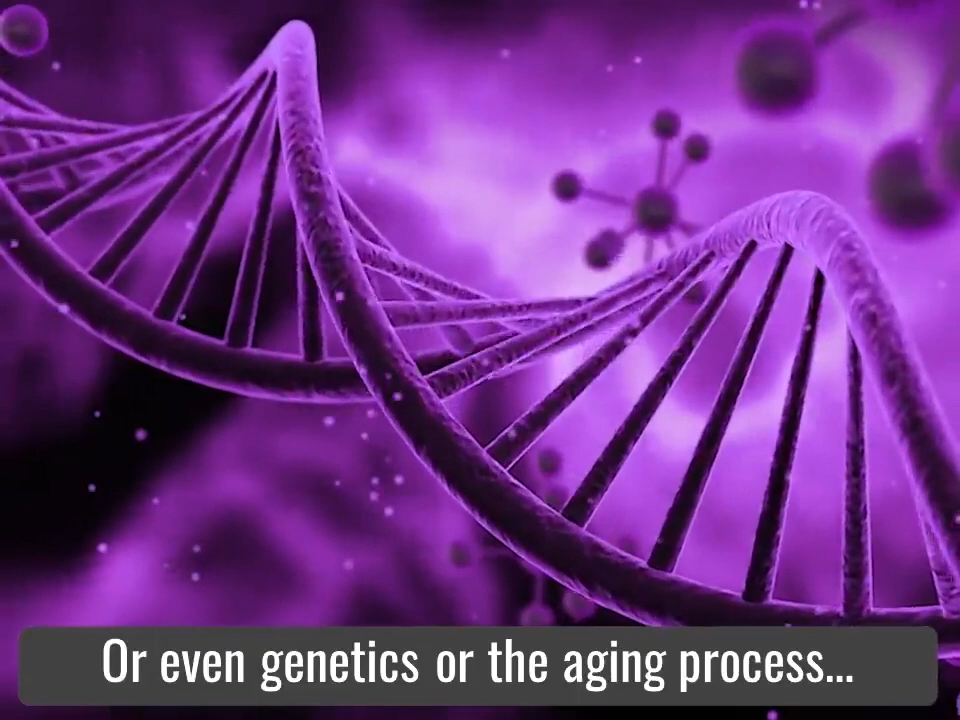 Or even genetics or the aging process...